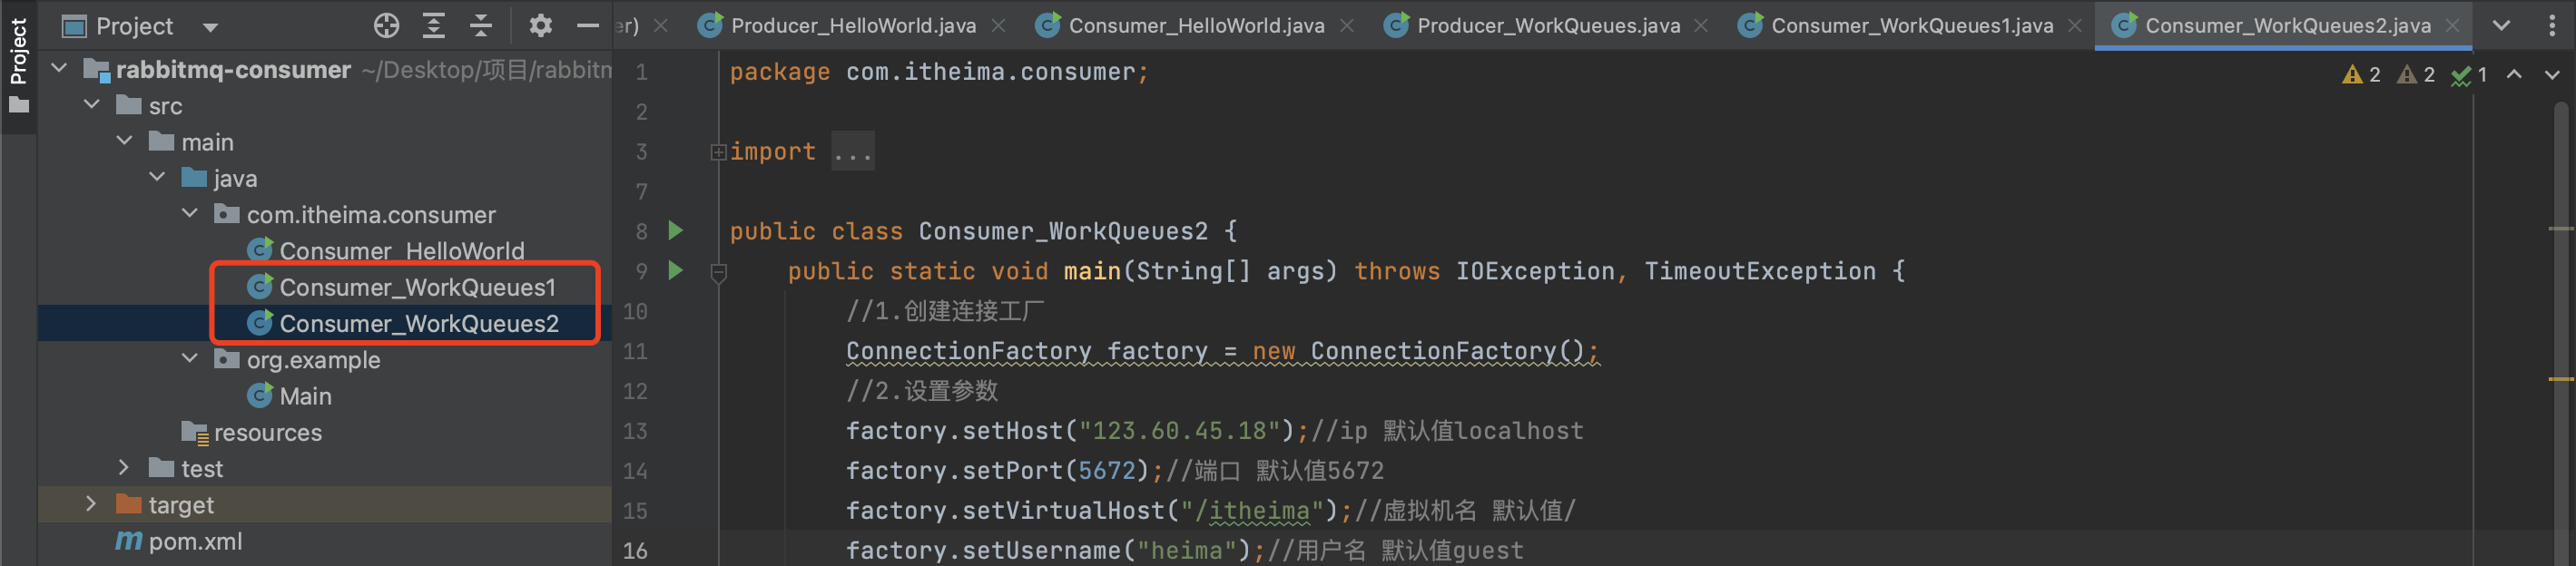 Project
Project
rabbitmq-consumer ~/Desktop/项目/rabbitm
src
main
java
com.itheima.consumer
Consumer_HelloWorld
Consumer_WorkQueues1
Consumer_WorkQueues2
org.example
Main
resources
test
target
pom.xml
er) Producer_HelloWorld.java Consumer_HelloWorld.java Producer_WorkQueues.java Consumer_WorkQueues1.java Consumer_WorkQueues2.java
2 2 1
1 package com.itheima.consumer;
2
3 import ...
7
8 public class Consumer_WorkQueues2 {
9 public static void main(String[] args) throws IOException, TimeoutException {
10 //1.创建连接工厂
11 ConnectionFactory factory = new ConnectionFactory();
12 //2.设置参数
13 factory.setHost("123.60.45.18");//ip 默认值localhost
14 factory.setPort(5672);//端口 默认值5672
15 factory.setVirtualHost("/itheima");//虚拟机名 默认值/
16 factory.setUsername("heima");//用户名 默认值guest